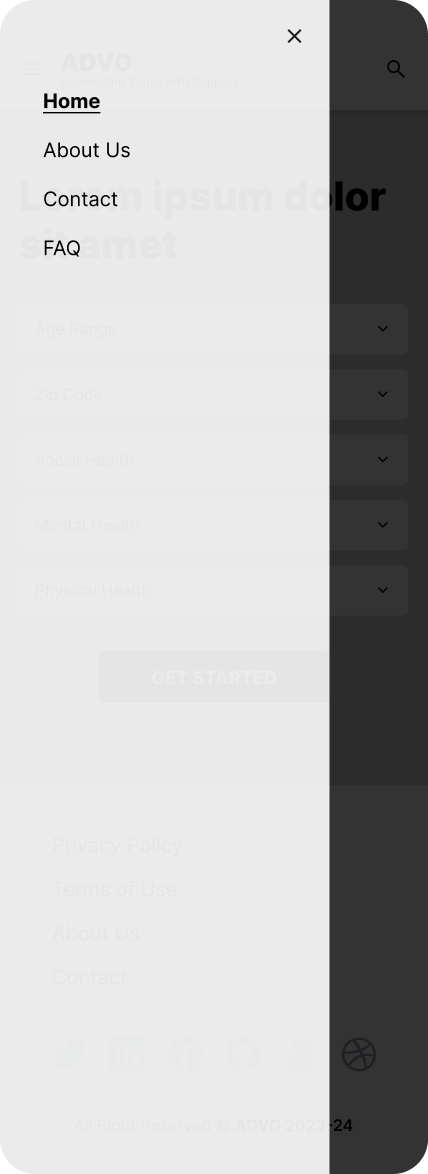 ADVO
Connecting Youth with Support
Home
About Us
Contact
FAQ
Lorem ipsum dolor
sit amet
Age Range
Zip Code
Social Health
Mental Health
Physical Health
GET STARTED
Privacy Policy
Terms of Use
About Us
Contact
All Right Reserved © ADVO 2023-24